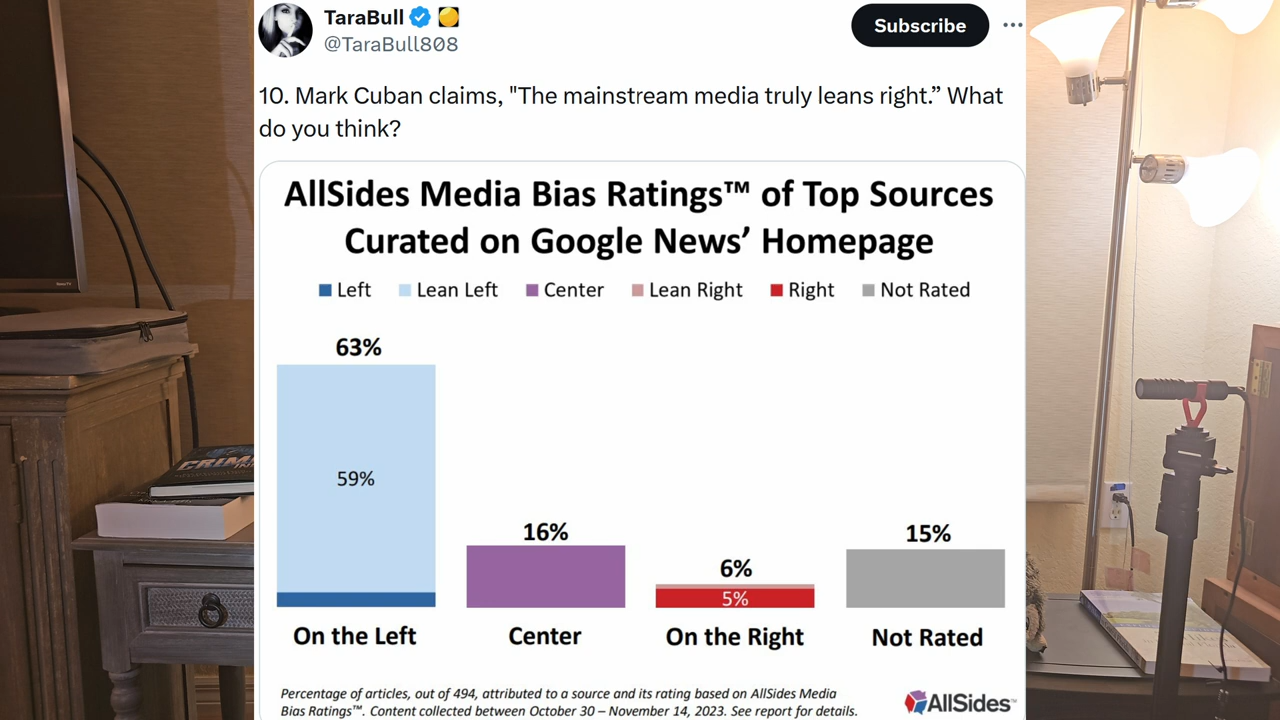 TaraBull
@TaraBull808
Subscribe
10. Mark Cuban claims, "The mainstream media truly leans right.” What
do you think?
AllSides Media Bias Ratings™ of Top Sources
Curated on Google News’ Homepage
Left Lean Left Center Lean Right Right Not Rated
63%
59%
16%
6%
5%
15%
On the Left Center On the Right Not Rated
Percentage of articles, out of 494, attributed to a source and its rating based on AllSides Media
Bias Ratings™. Content collected between October 30 – November 14, 2023. See report for details.
AllSides™